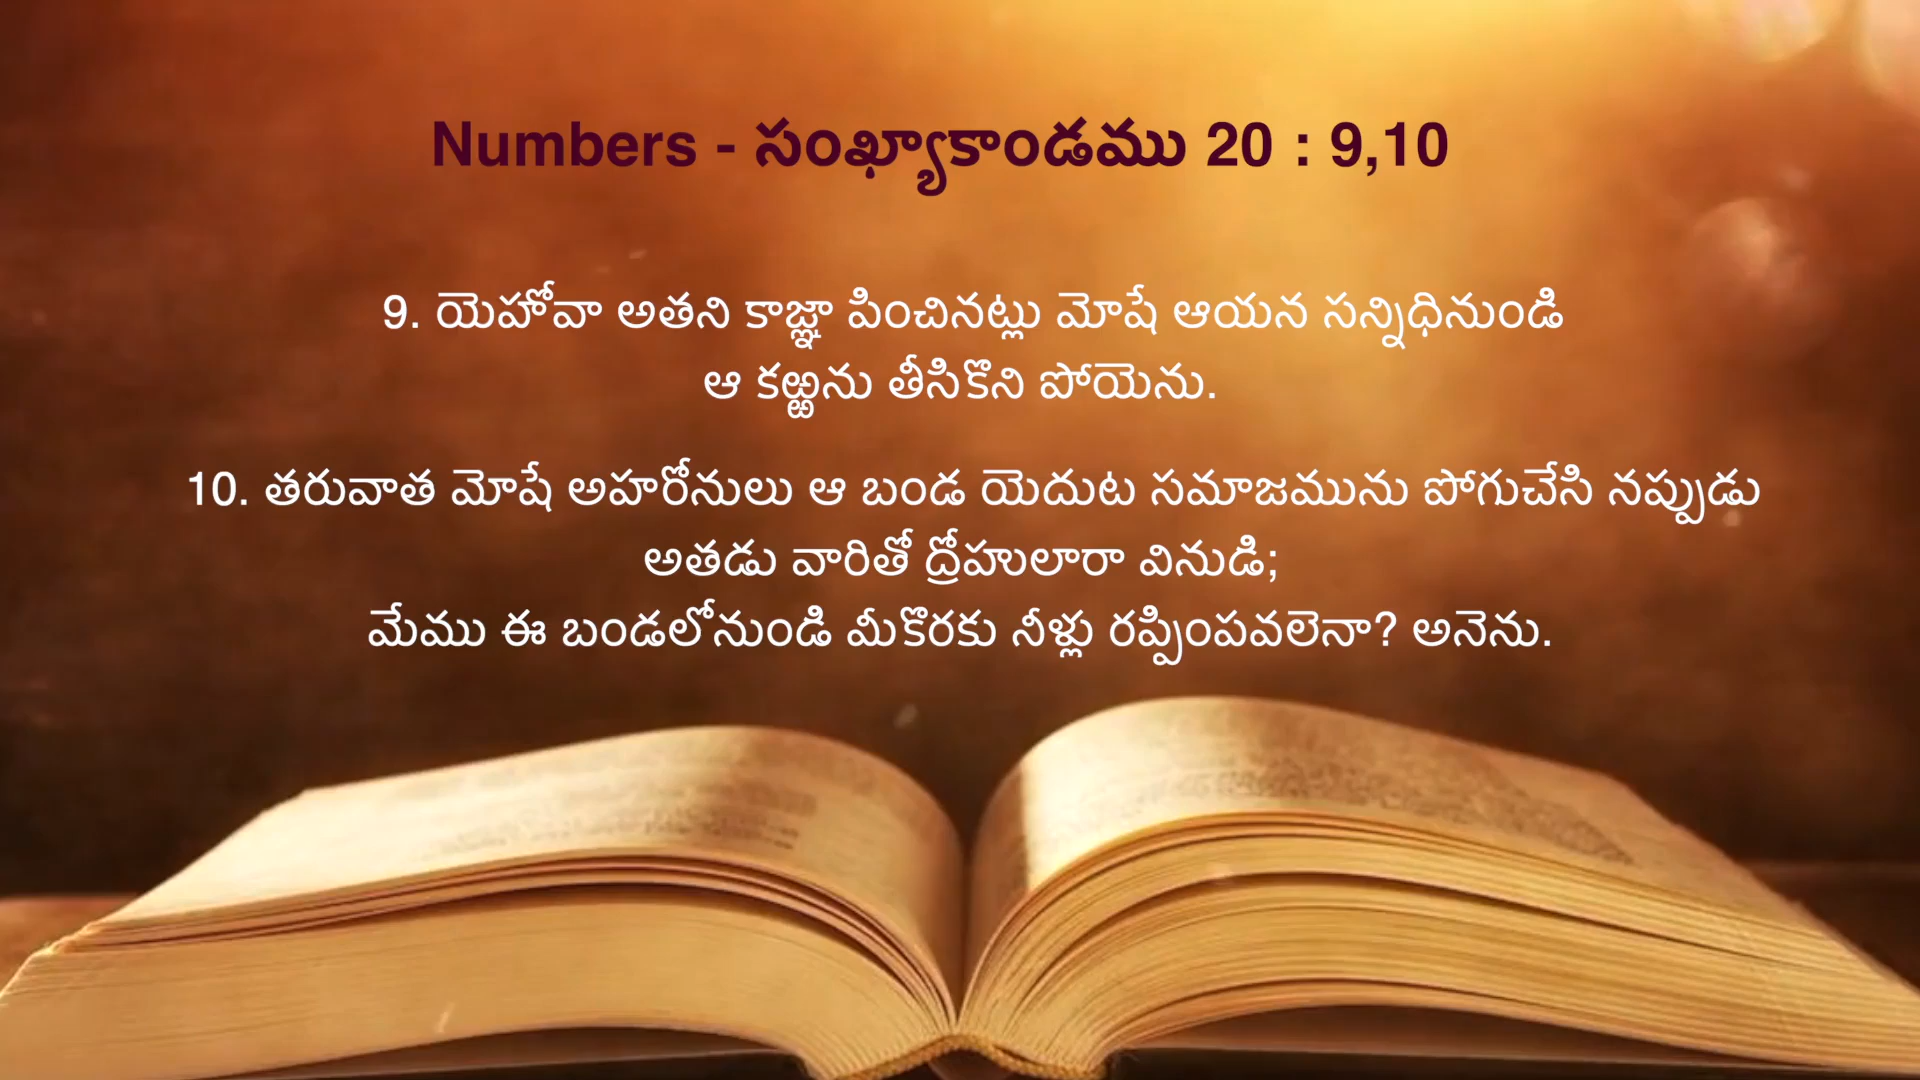 Numbers - సంఖ్యాకాండము 20 : 9,10
9. యెహోవా అతని కాజ్ఞా పించినట్లు మోషే ఆయన సన్నిధినుండి
ఆ కఱ్ఱను తీసికొని పోయెను.
10. తరువాత మోషే అహరోనులు ఆ బండ యెదుట సమాజమును పోగుచేసి నప్పుడు
అతడు వారితో ద్రోహులారా వినుడి;
మేము ఈ బండలోనుండి మీకొరకు నీళ్లు రప్పింపవలెనా? అనెను.